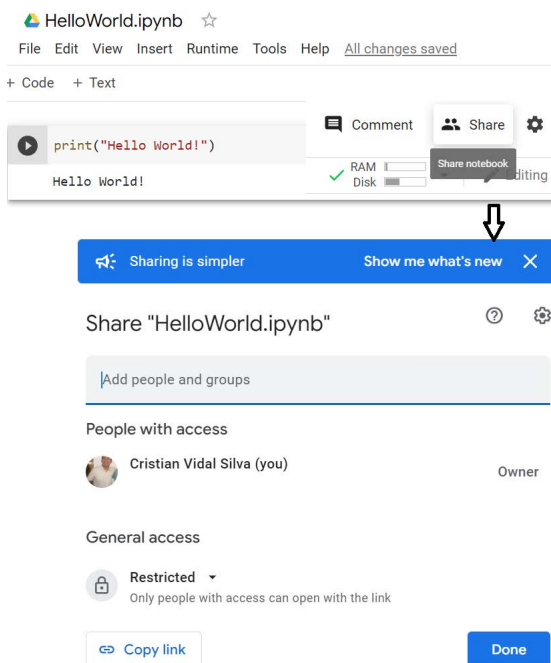 HelloWorld.ipynb
File Edit View Insert Runtime Tools Help All changes saved
+ Code + Text
Comment Share
print("Hello World!")
RAM
Disk
Share notebook
Editing
Hello World!
Sharing is simpler Show me what's new
Share "HelloWorld.ipynb"
Add people and groups
People with access
Cristian Vidal Silva (you)
Owner
General access
Restricted
Only people with access can open with the link
Copy link Done